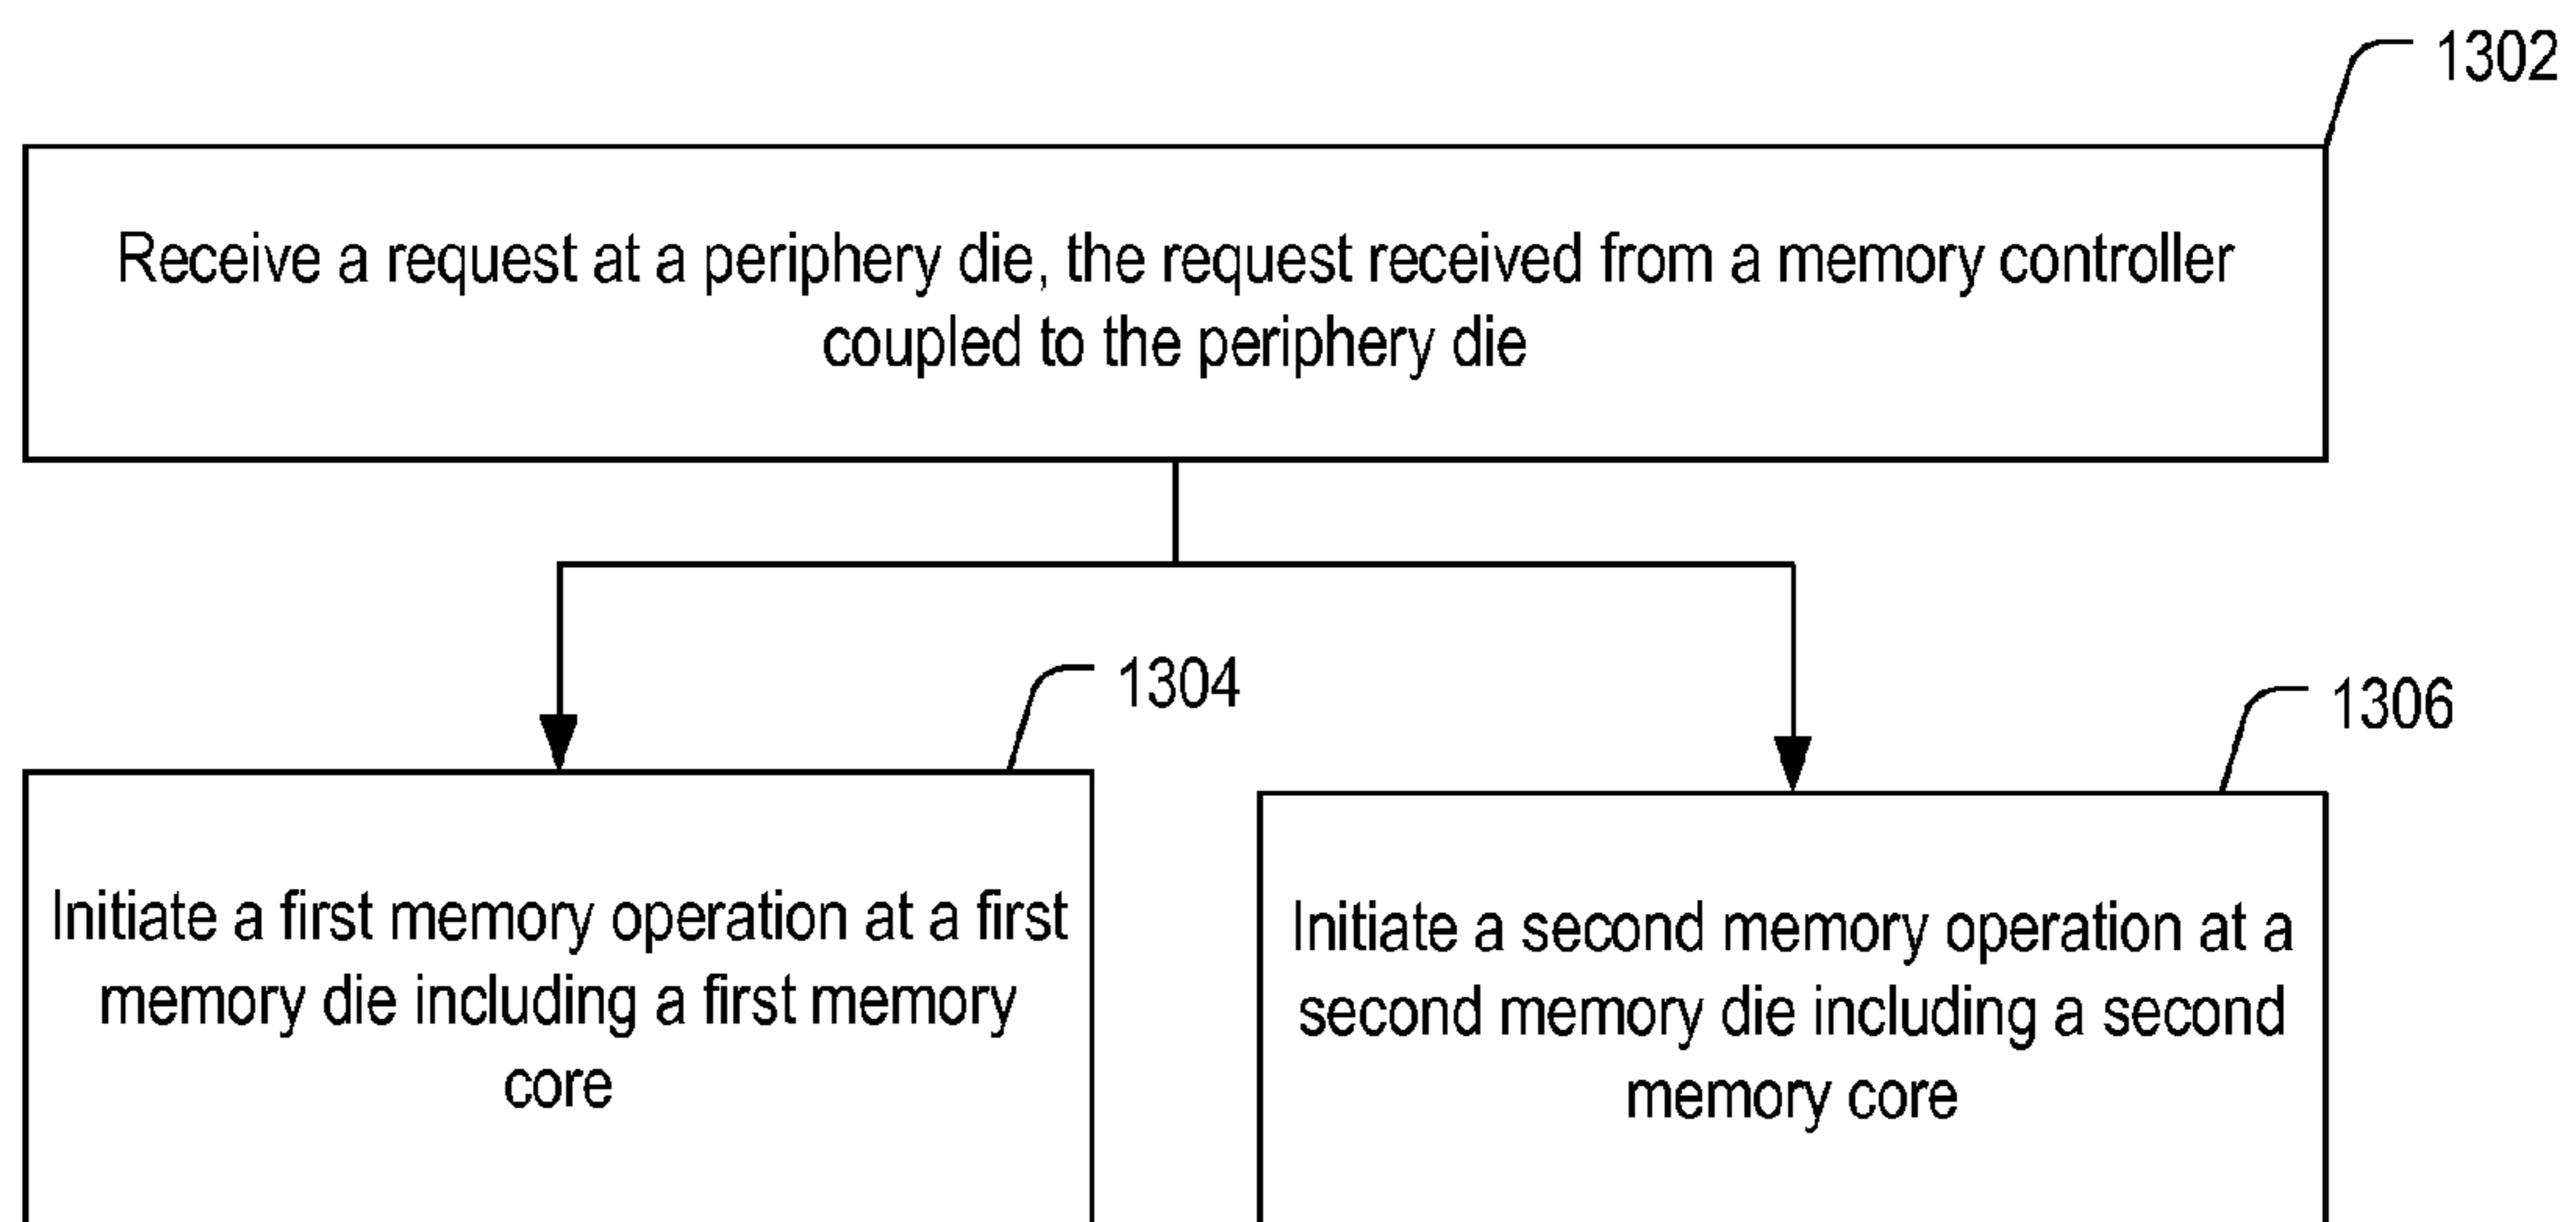 1302
Receive a request at a periphery die, the request received from a memory controller
coupled to the periphery die
1304
1306
Initiate a first memory operation at a first
memory die including a first memory
core
Initiate a second memory operation at a
second memory die including a second
memory core